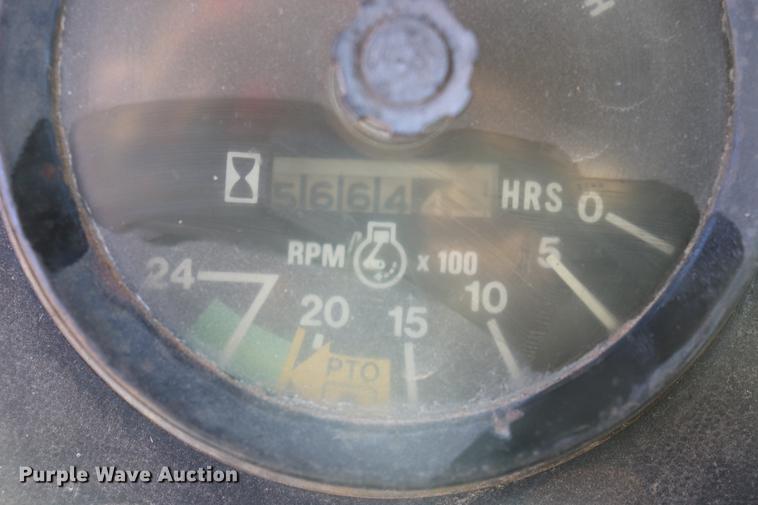 H
5664 HRS 0
RPM x 100
5
24
20 15 10
PTO
Purple Wave Auction